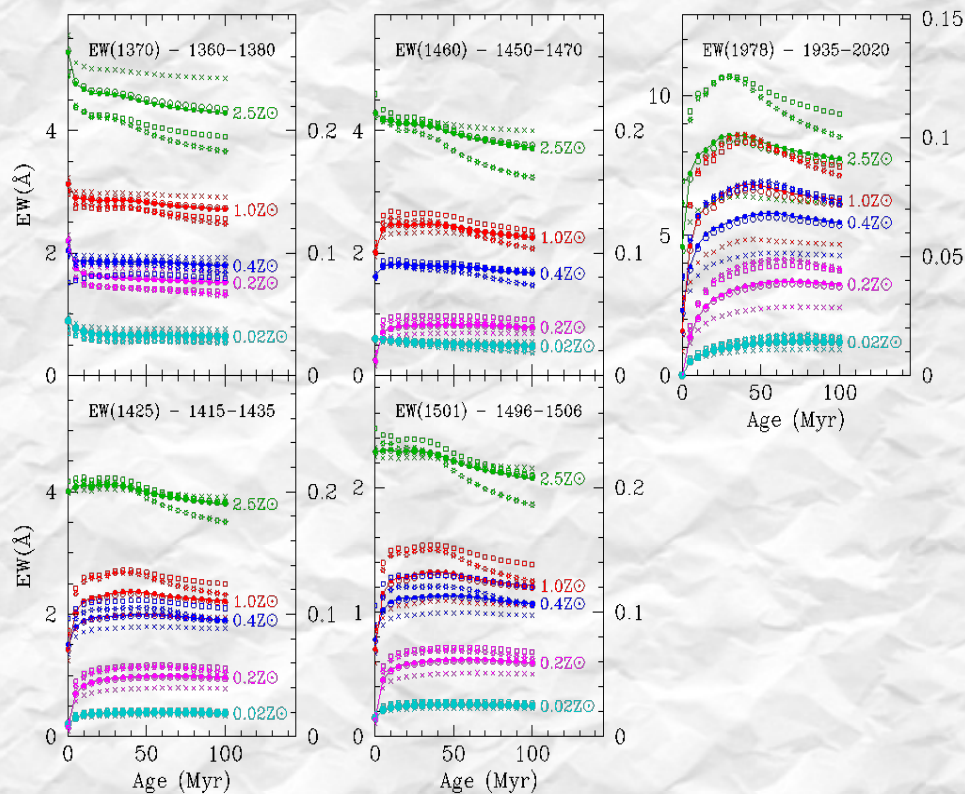 EW(1370) - 1360-1380
EW(Å)
4
2
0
0.2
0.1
0
2.5Z⊙
1.0Z⊙
0.4Z⊙
0.2Z⊙
0.02Z⊙
EW(1460) - 1450-1470
4
2
0
0.2
0.1
0
2.5Z⊙
1.0Z⊙
0.4Z⊙
0.2Z⊙
0.02Z⊙
EW(1978) - 1935-2020
10
5
0
0.15
0.1
0.05
0
2.5Z⊙
1.0Z⊙
0.4Z⊙
0.2Z⊙
0.02Z⊙
0 50 100
Age (Myr)
EW(1425) - 1415-1435
EW(Å)
4
2
0
0.2
0.1
0
2.5Z⊙
1.0Z⊙
0.4Z⊙
0.2Z⊙
0.02Z⊙
0 50 100
Age (Myr)
EW(1501) - 1496-1506
2
1
0
0.2
0.1
0
2.5Z⊙
1.0Z⊙
0.4Z⊙
0.2Z⊙
0.02Z⊙
0 50 100
Age (Myr)